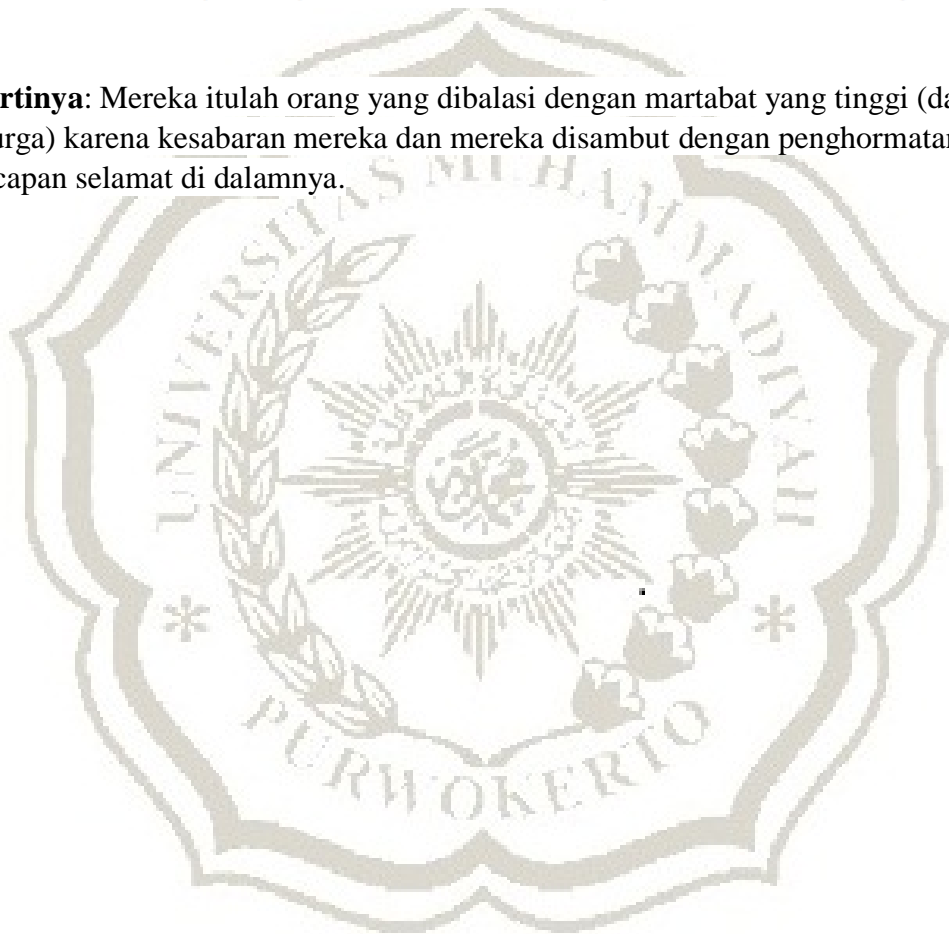 rtinya: Mereka itulah orang yang dibalasi dengan martabat yang tinggi (da
urga) karena kesabaran mereka dan mereka disambut dengan penghormatan
capan selamat di dalamnya.
UNIVERSITAS MUHAMMADIYAH
PURWOKERTO